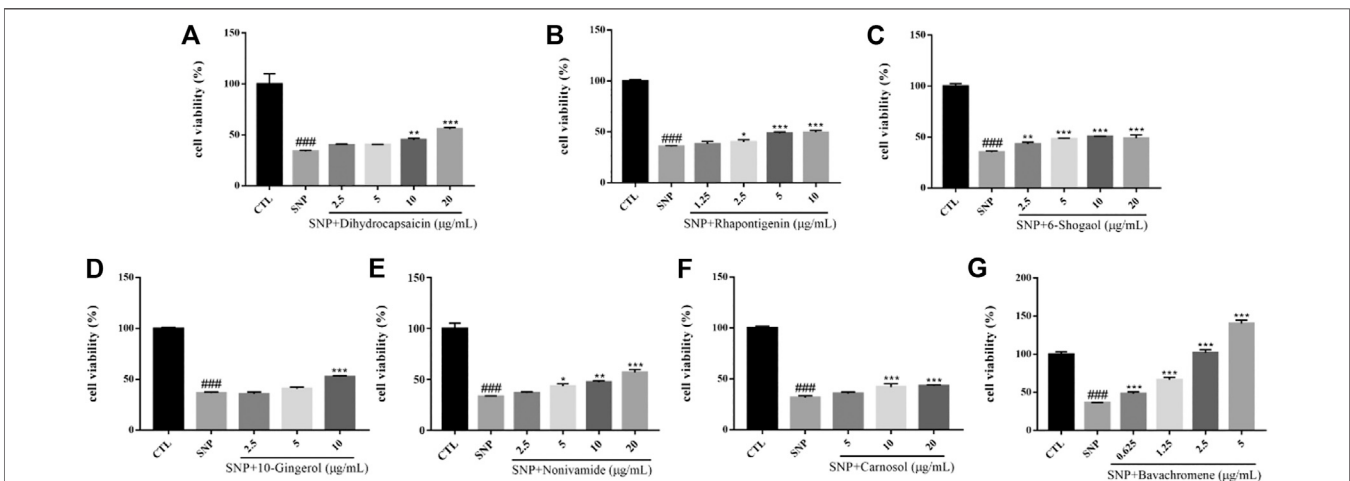 A
cell viability (%)
150
100
50
0
###
**
***
CTL
SNP
2.5
5
10
20
SNP+Dihydrocapsaicin (μg/mL)
B
cell viability (%)
150
100
50
0
###
*
***
***
CTL
SNP
1.25
2.5
5
10
SNP+Rhapontigenin (μg/mL)
C
cell viability (%)
150
100
50
0
###
**
***
***
***
CTL
SNP
2.5
5
10
20
SNP+6-Shogaol (μg/mL)
D
cell viability (%)
150
100
50
0
###
***
CTL
SNP
2.5
5
10
SNP+10-Gingerol (μg/mL)
E
cell viability (%)
150
100
50
0
###
*
**
***
CTL
SNP
2.5
5
10
20
SNP+Nonivamide (μg/mL)
F
cell viability (%)
150
100
50
0
###
***
***
CTL
SNP
5
10
20
SNP+Carnosol (μg/mL)
G
cell viability (%)
200
150
100
50
0
###
***
***
***
***
CTL
SNP
0.625
1.25
2.5
5
SNP+Bavachromene (μg/mL)